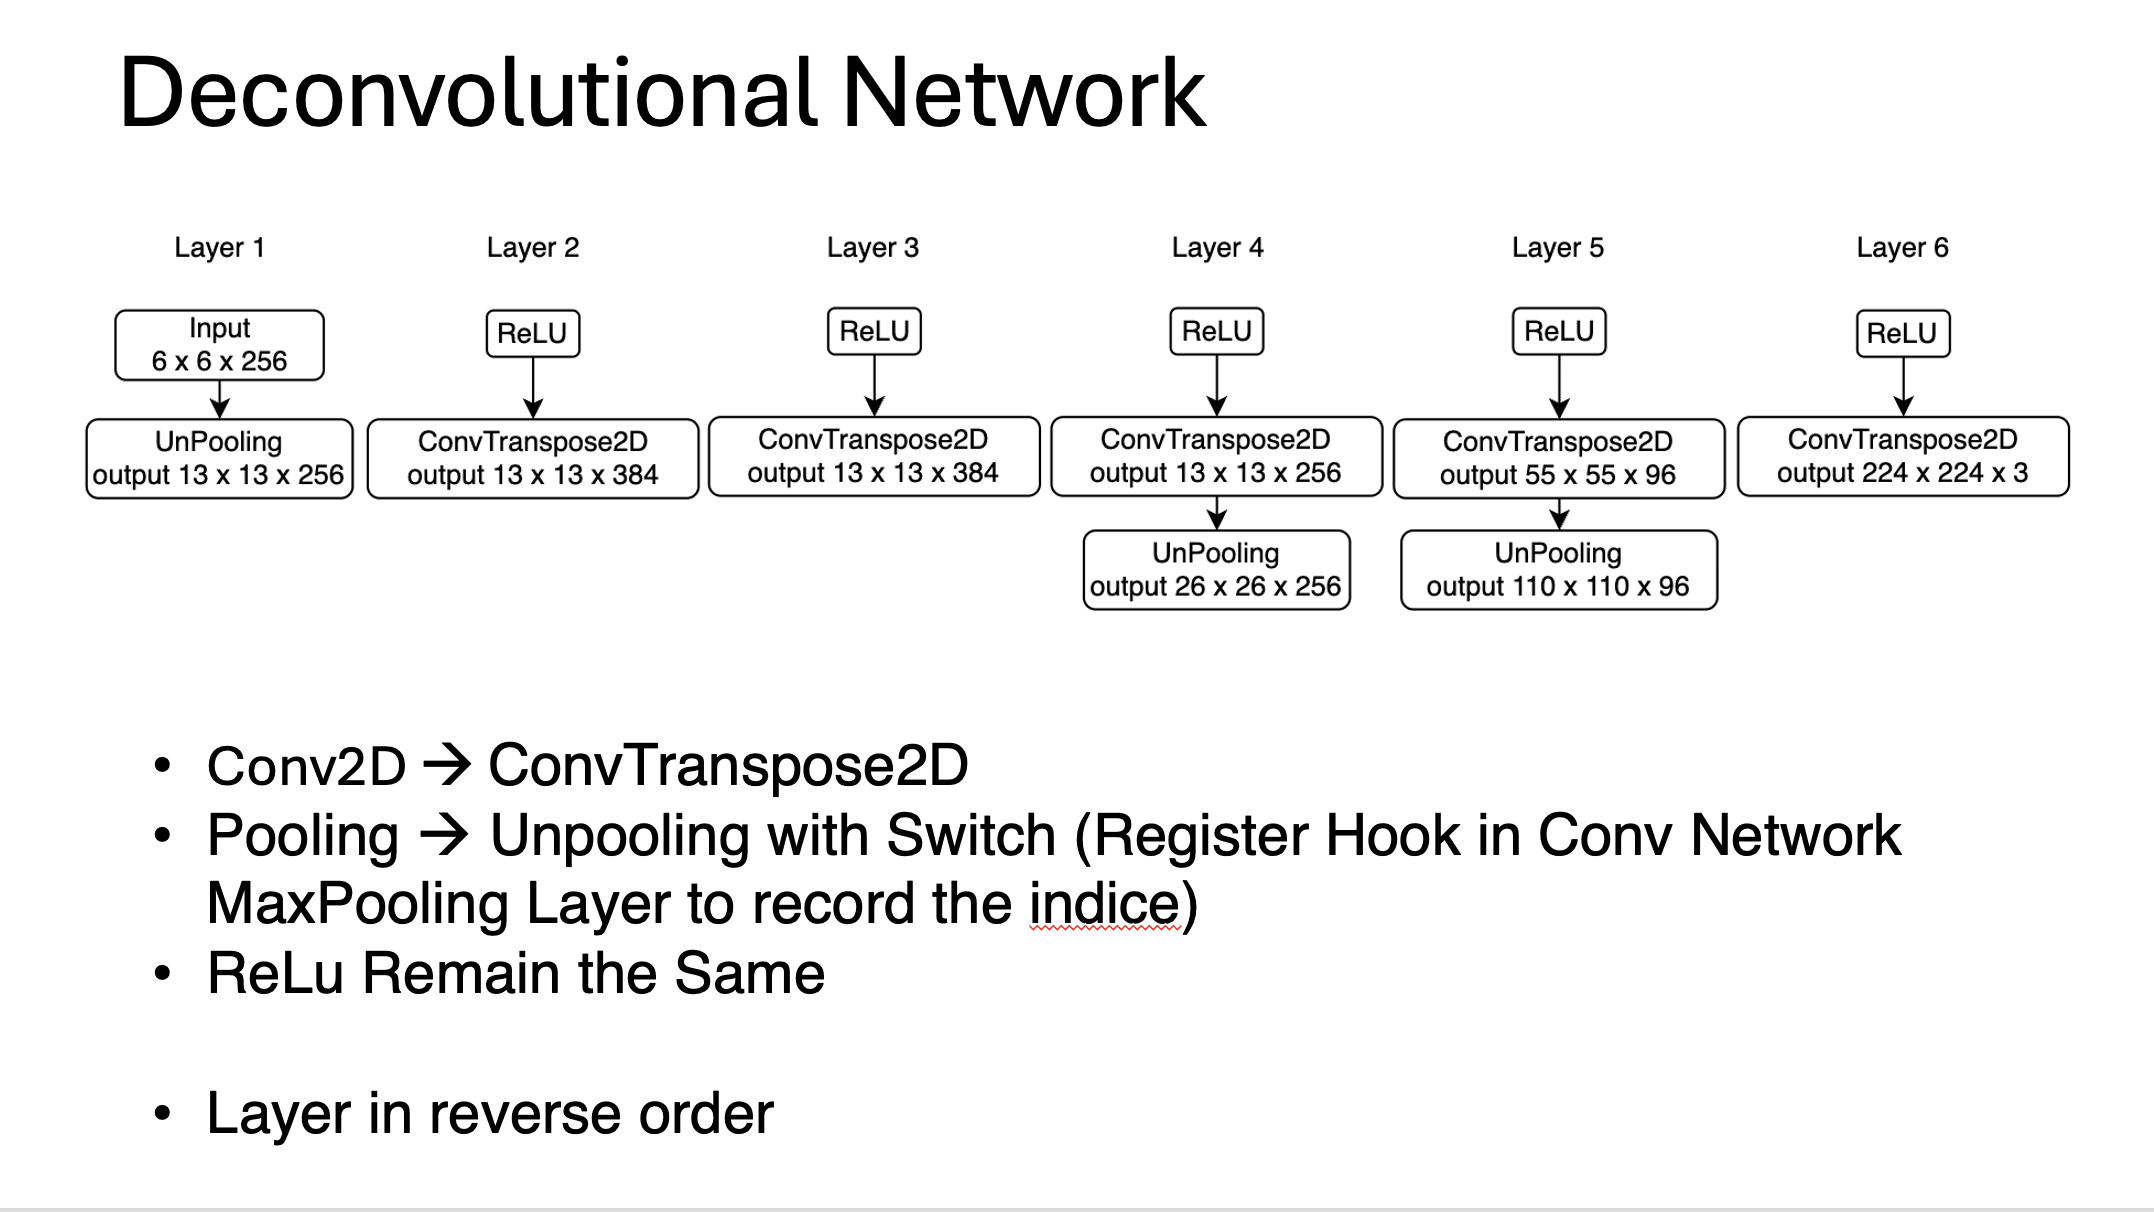 Deconvolutional Network
Layer 1
Layer 2
Layer 3
Layer 4
Layer 5
Layer 6
Input
6 x 6 x 256
UnPooling
output 13 x 13 x 256
ReLU
ConvTranspose2D
output 13 x 13 x 384
ReLU
ConvTranspose2D
output 13 x 13 x 384
ReLU
ConvTranspose2D
output 13 x 13 x 256
UnPooling
output 26 x 26 x 256
ReLU
ConvTranspose2D
output 55 x 55 x 96
UnPooling
output 110 x 110 x 96
ReLU
ConvTranspose2D
output 224 x 224 x 3
• Conv2D → ConvTranspose2D
• Pooling → Unpooling with Switch (Register Hook in Conv Network
MaxPooling Layer to record the indice)
• ReLu Remain the Same
• Layer in reverse order